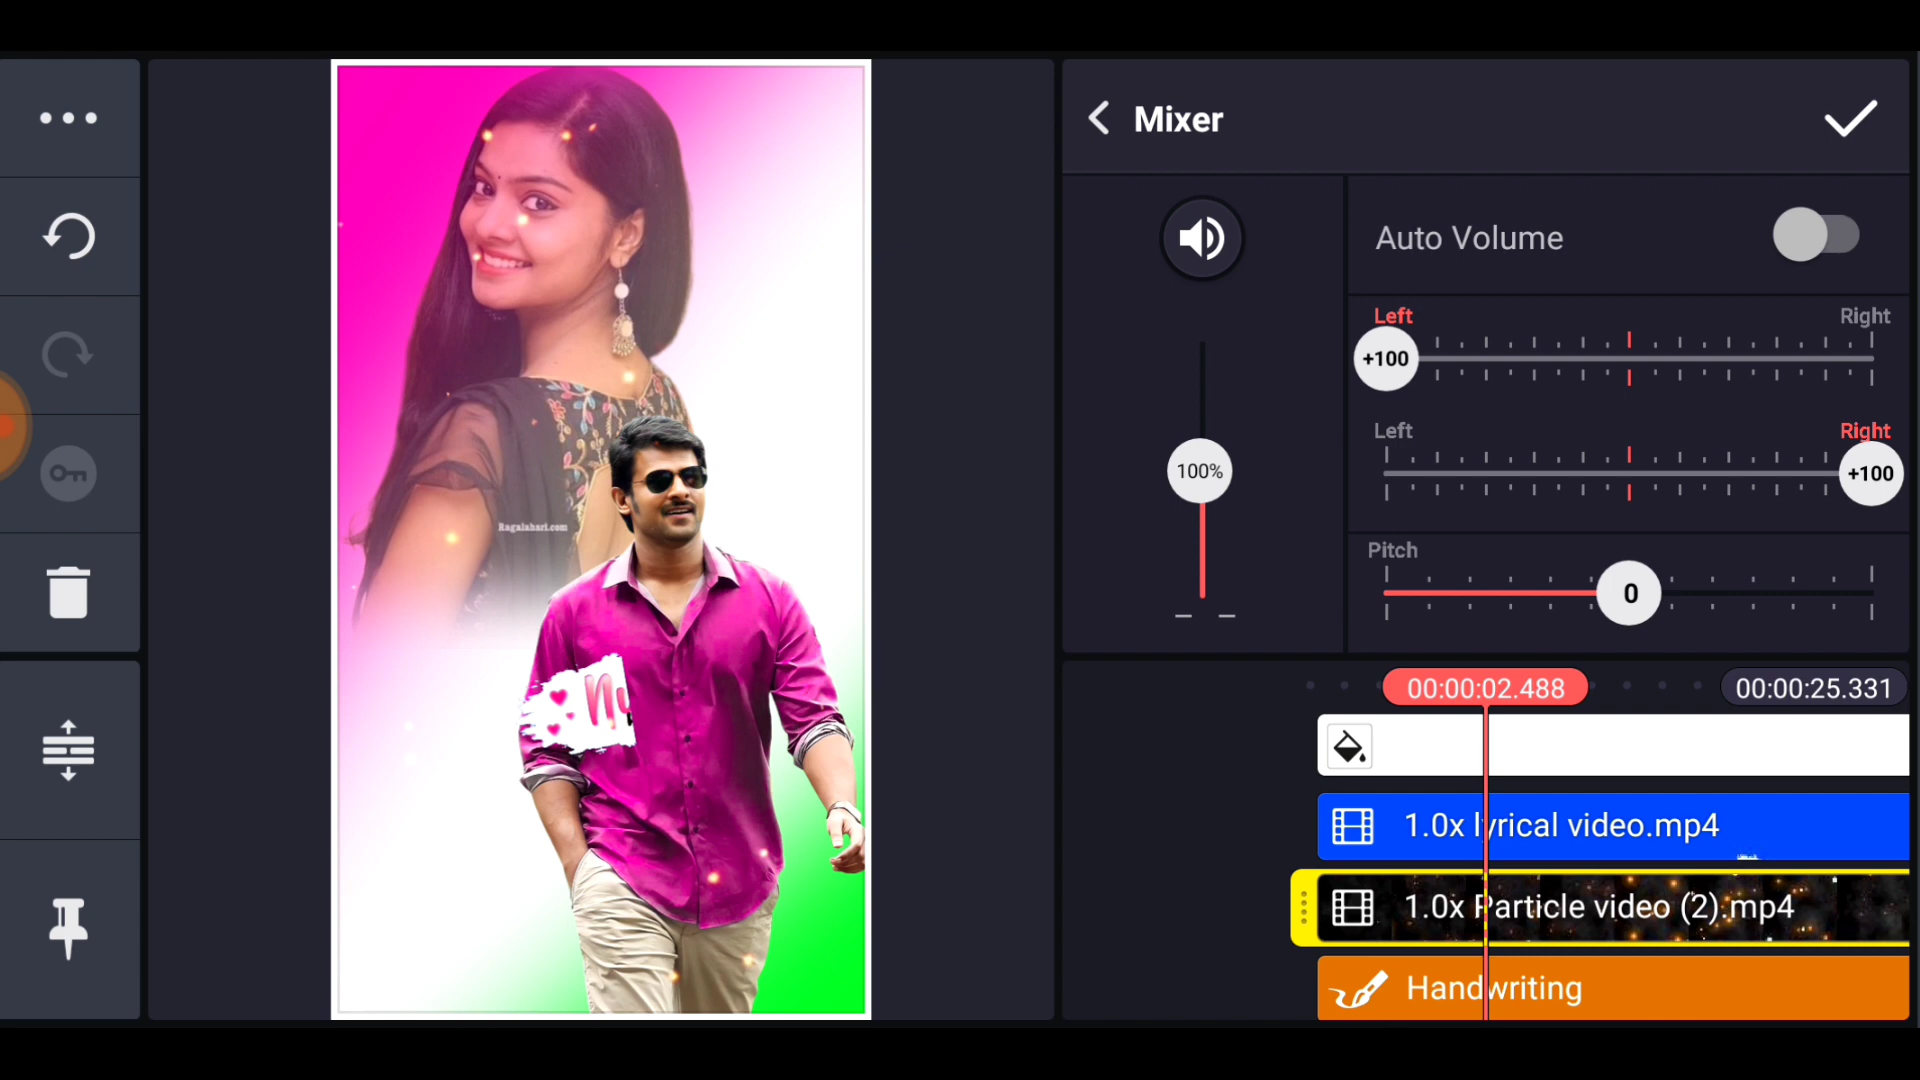 Mixer
Auto Volume
Left
Right
+100
Left
Right
+100
100%
Pitch
0
Ragalahari.com
00:00:02.488
00:00:25.331
1.0x lyrical video.mp4
1.0x Particle video (2).mp4
Handwriting